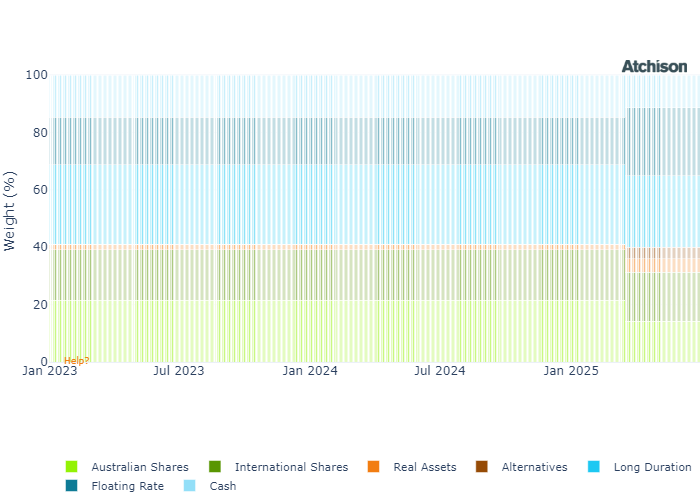 Atchison
100
80
60
40
20
0
Weight (%)
Help?
Jan 2023 Jul 2023 Jan 2024 Jul 2024 Jan 2025
Australian Shares International Shares Real Assets Alternatives Long Duration
Floating Rate Cash